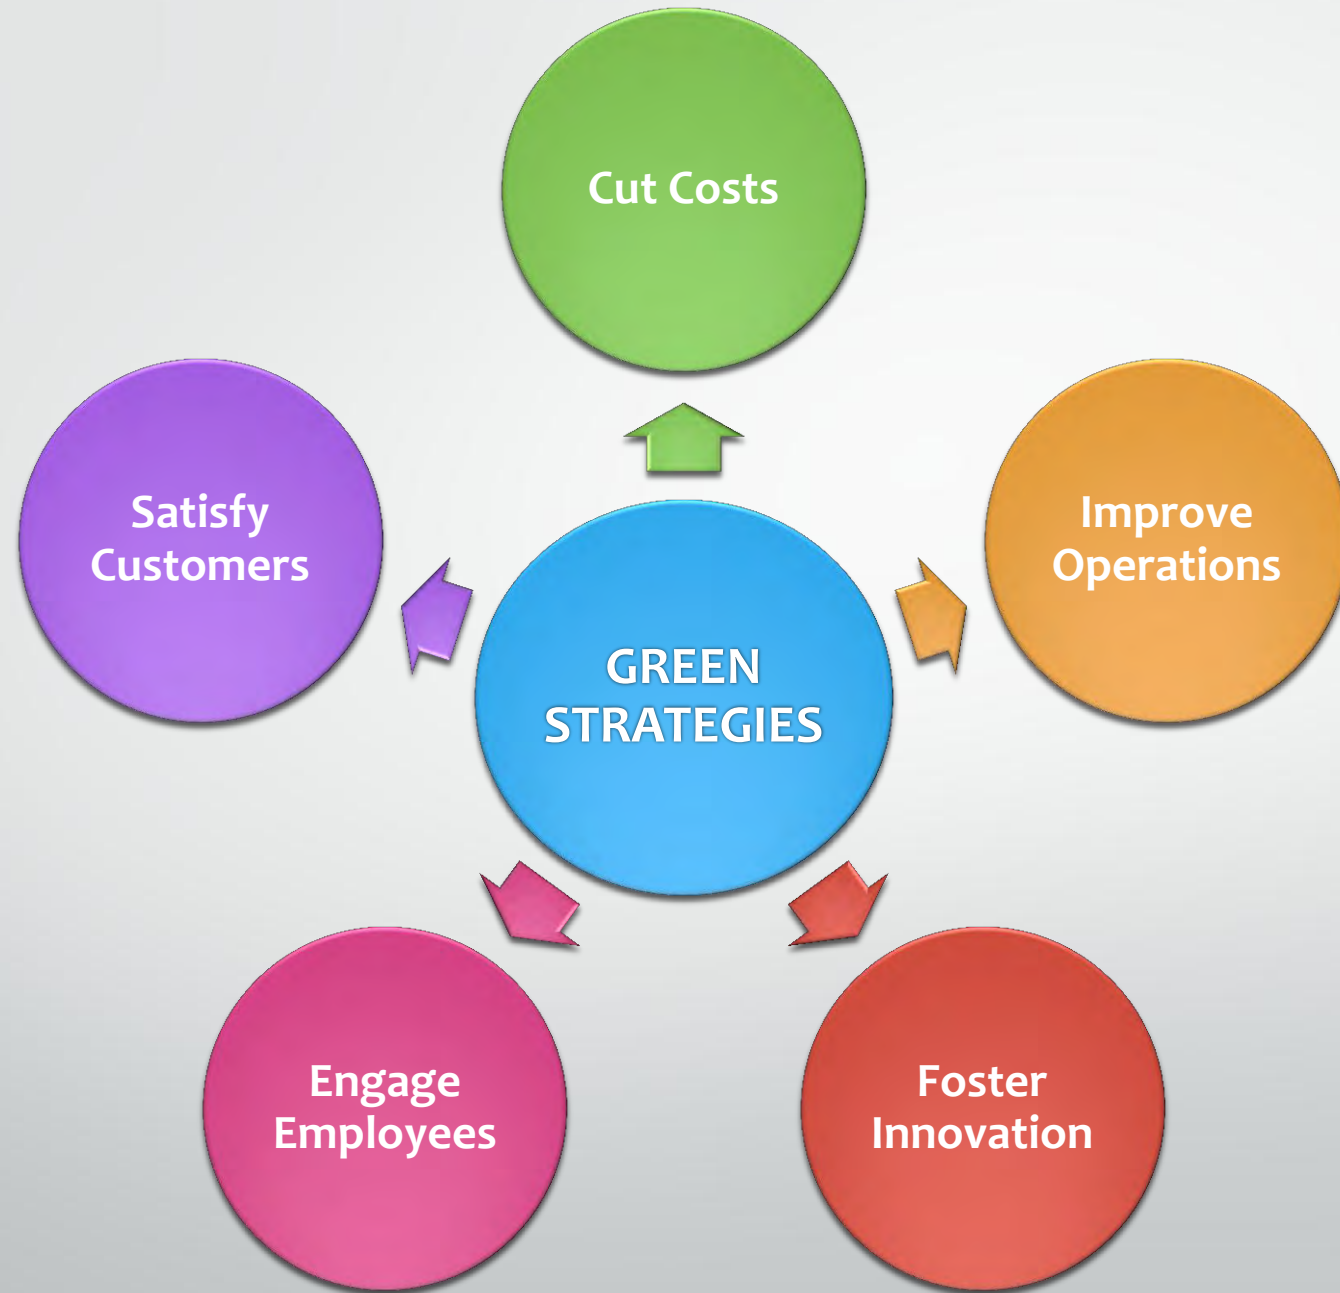 Cut Costs
Satisfy
Customers
Improve
Operations
GREEN
STRATEGIES
Engage
Employees
Foster
Innovation